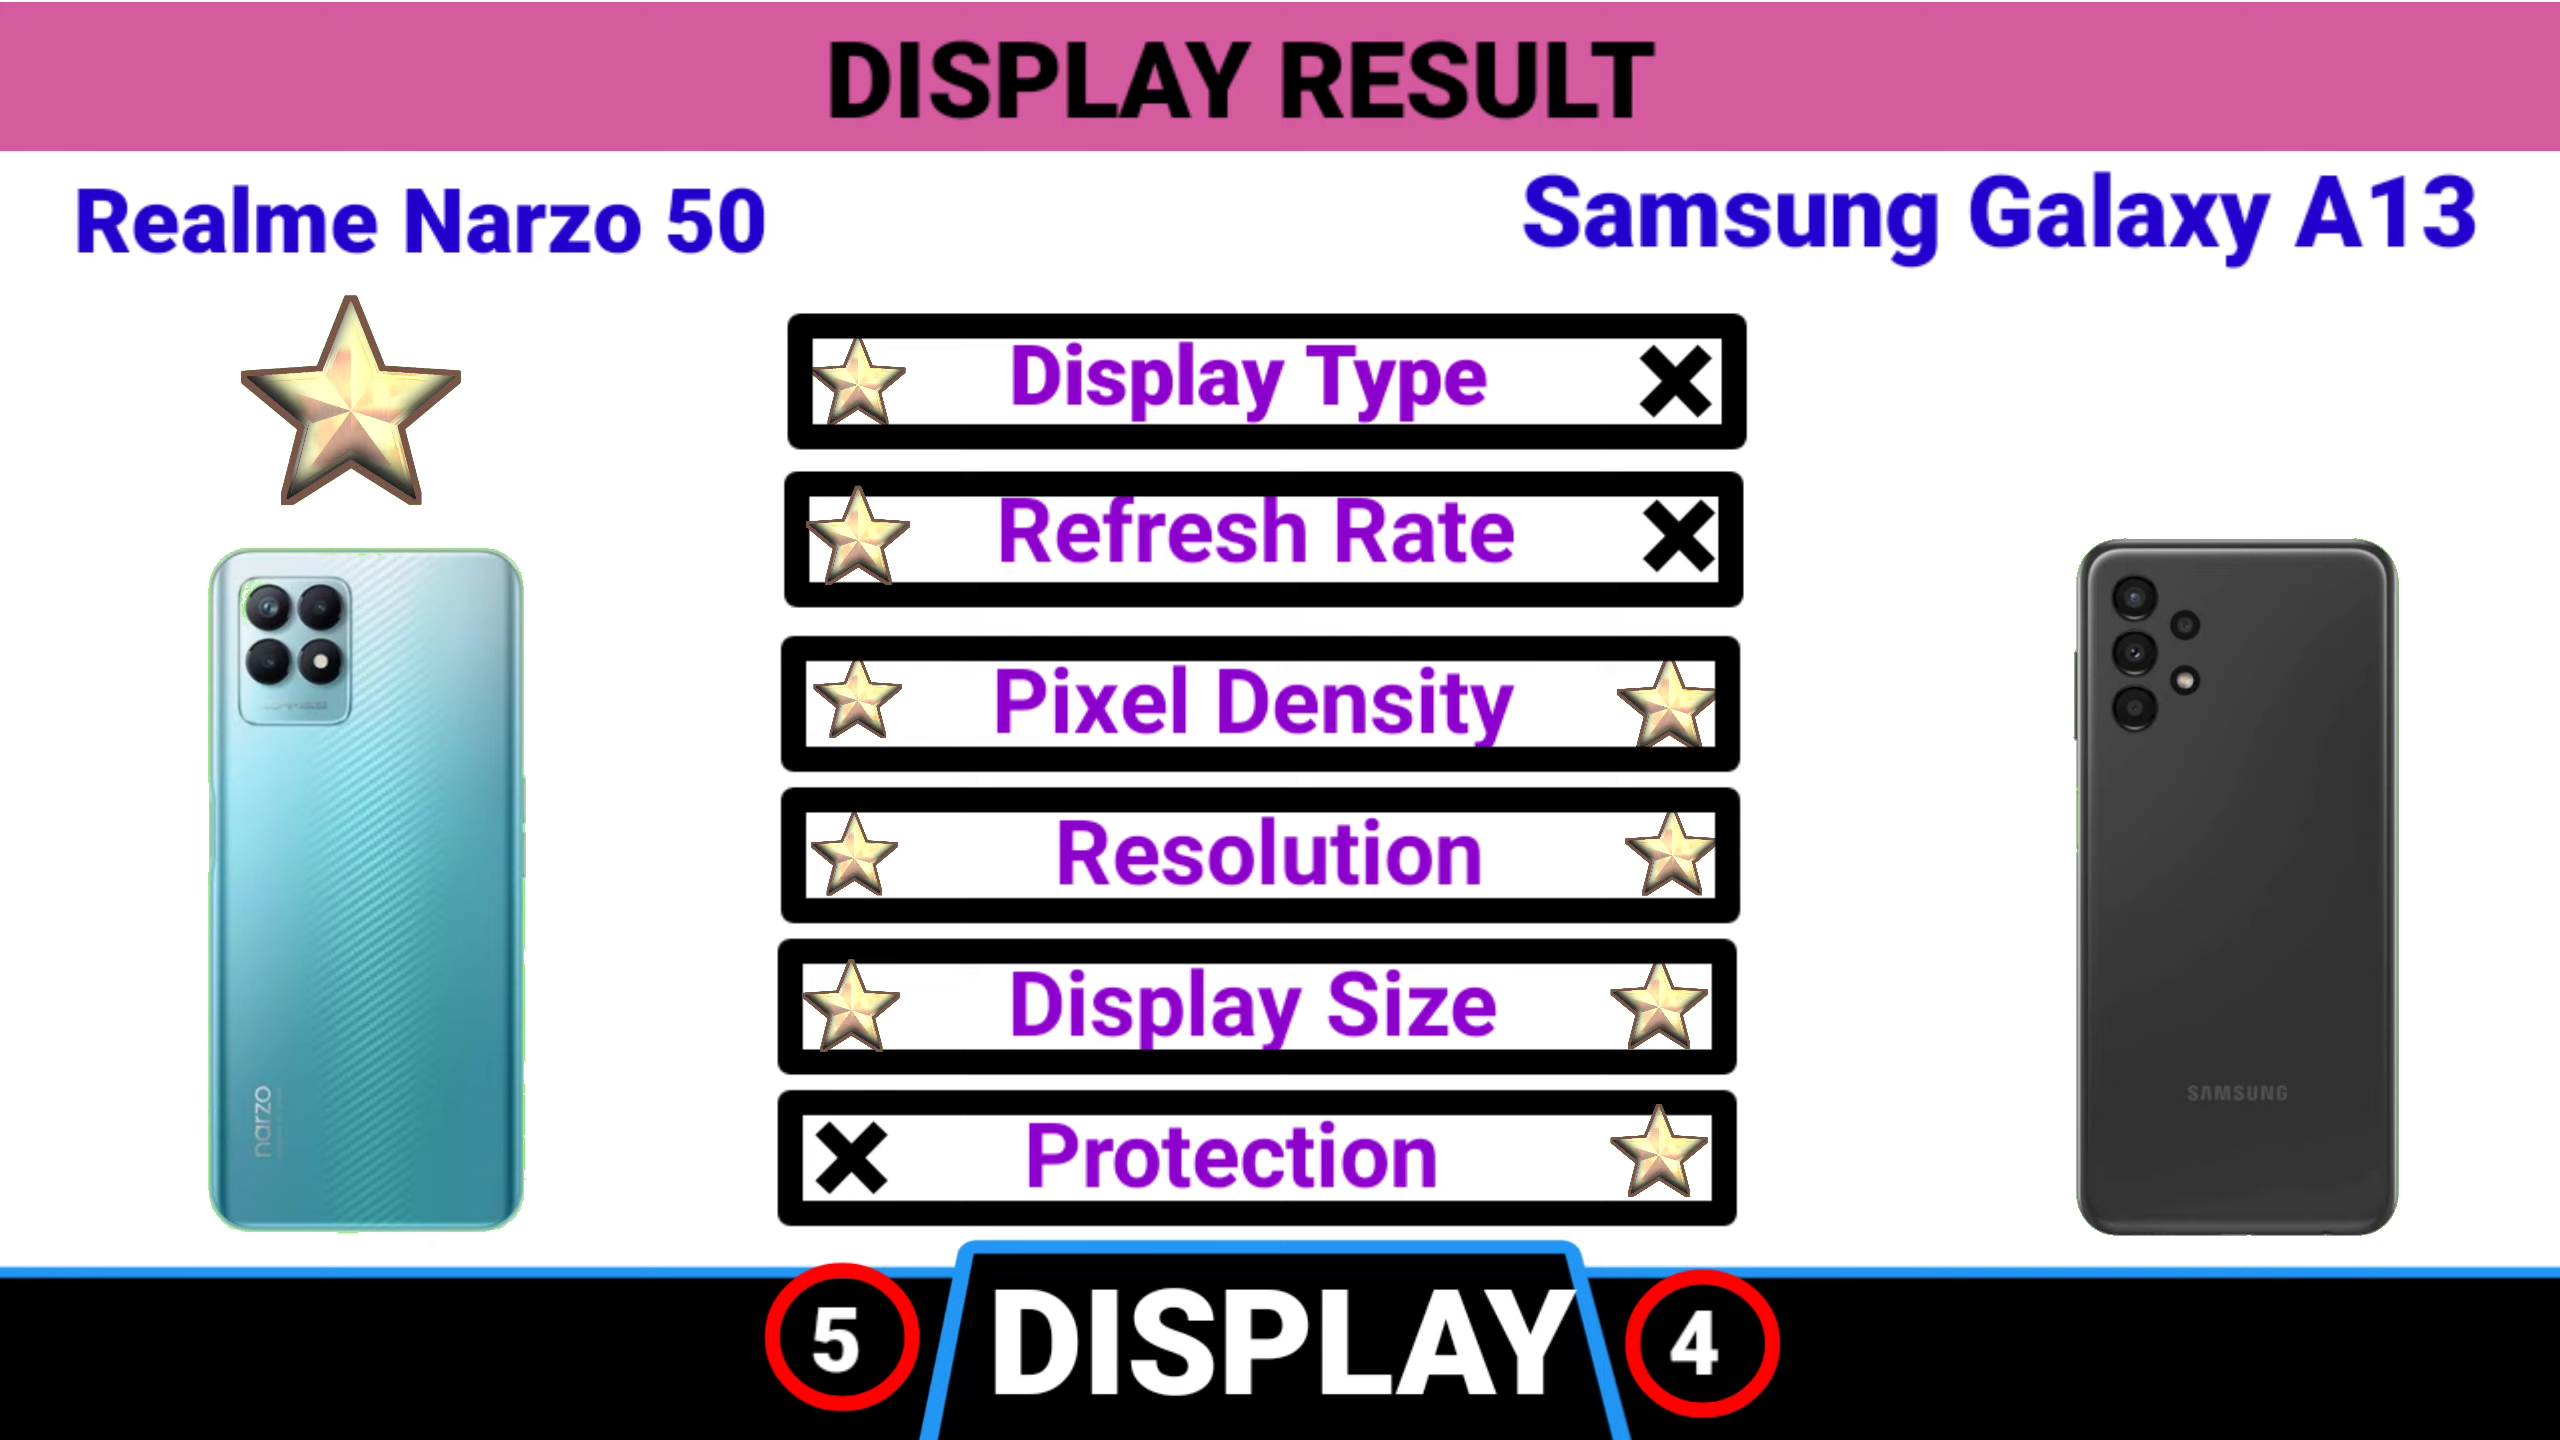 DISPLAY RESULT
Realme Narzo 50
Samsung Galaxy A13
Display Type
Refresh Rate
Pixel Density
Resolution
Display Size
Protection
narzo
SAMSUNG
5
DISPLAY
4